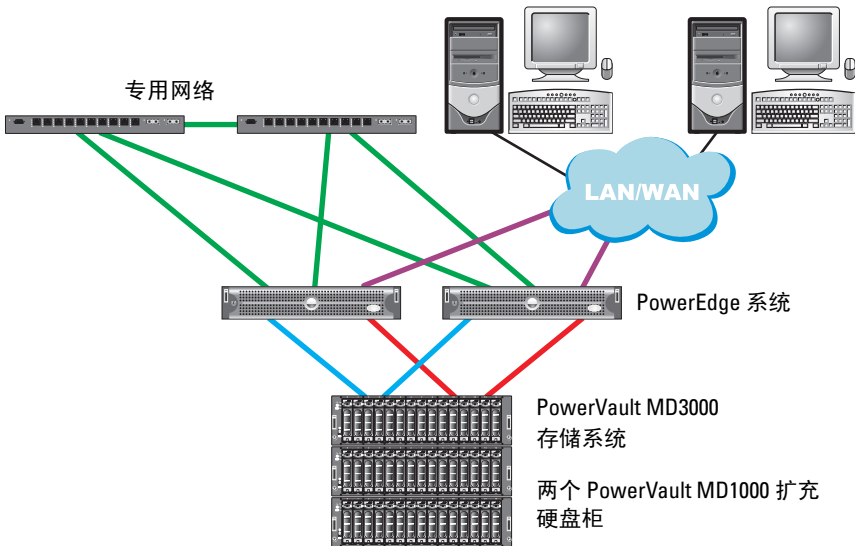 专用网络
LAN/WAN
PowerEdge 系统
PowerVault MD3000
存储系统
两个 PowerVault MD1000 扩充
硬盘柜